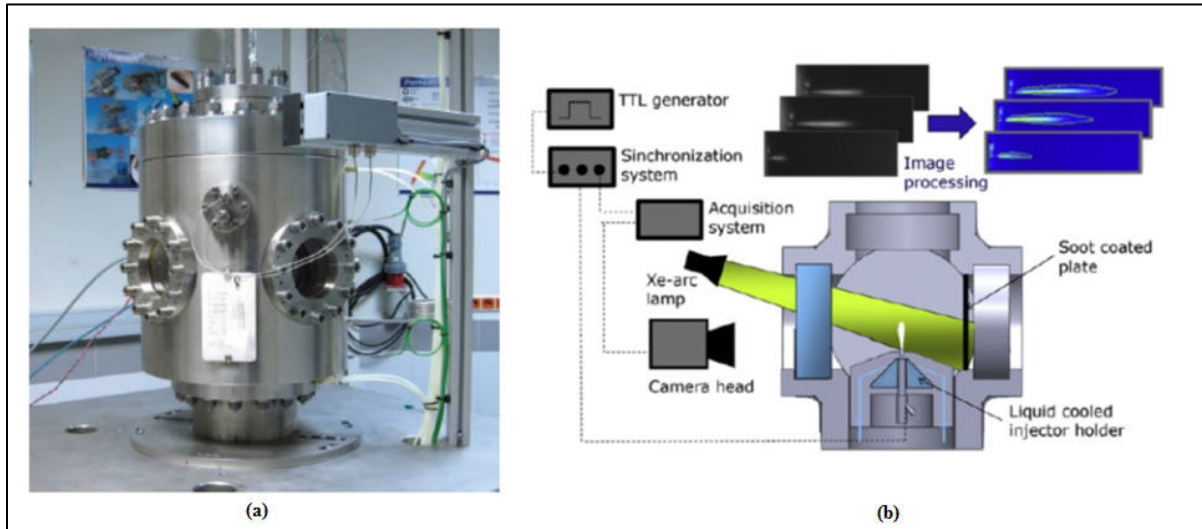 TTL generator
Sinchronization
system
Acquisition
system
Xe-arc
lamp
Camera head
Image
processing
Soot coated
plate
Liquid cooled
injector holder
(a)
(b)